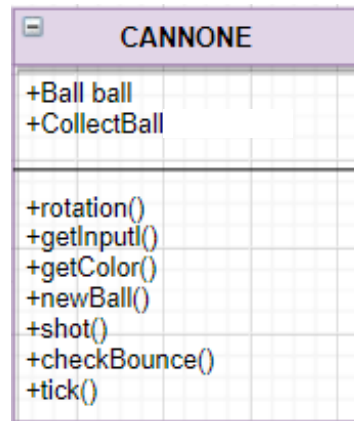 CANNONE
+Ball ball
+CollectBall
+rotation()
+getInputl()
+getColor()
+newBall()
+shot()
+checkBounce()
+tick()